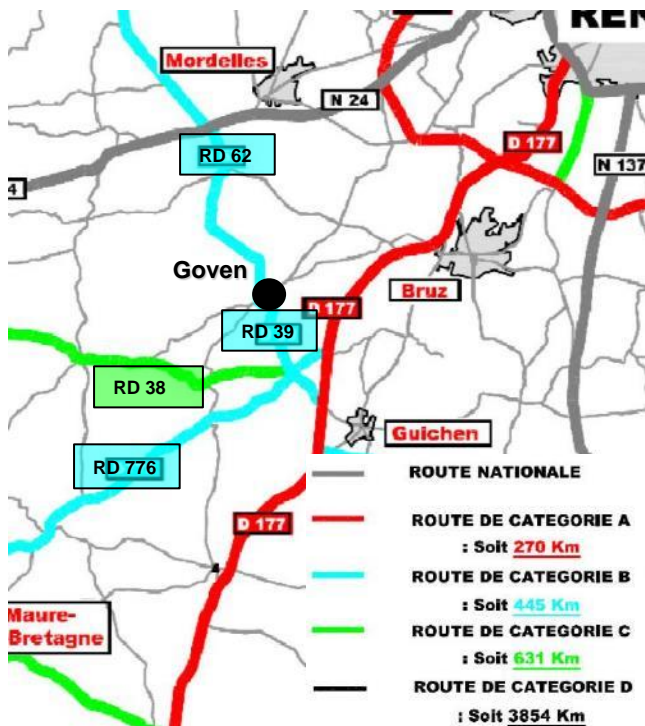 REN
Mordelles
N 24
D 177
RD 62
N 137
4
Goven
Bruz
D 177
RD 39
RD 38
Guichen
RD 776
D 177
Maure-
Bretagne
ROUTE NATIONALE
ROUTE DE CATEGORIE A
: Soit 270 Km
ROUTE DE CATEGORIE B
: Soit 445 Km
ROUTE DE CATEGORIE C
: Soit 631 Km
ROUTE DE CATEGORIE D
: Soit 3854 Km